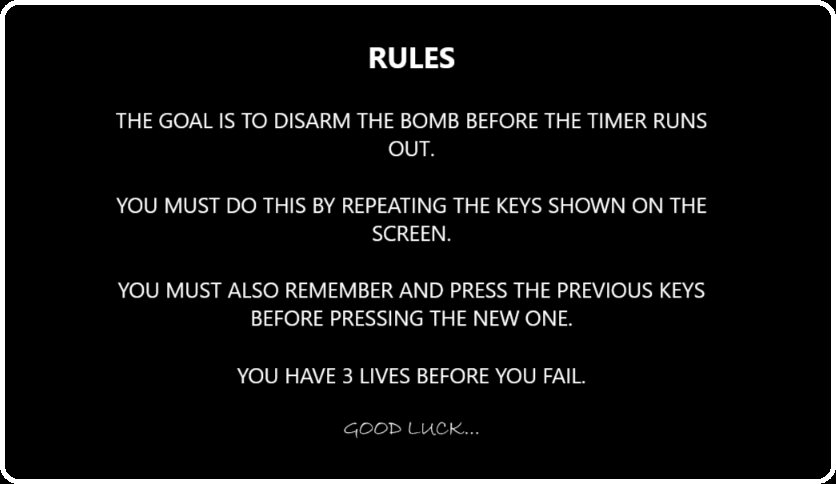 RULES
THE GOAL IS TO DISARM THE BOMB BEFORE THE TIMER RUNS
OUT.
YOU MUST DO THIS BY REPEATING THE KEYS SHOWN ON THE
SCREEN.
YOU MUST ALSO REMEMBER AND PRESS THE PREVIOUS KEYS
BEFORE PRESSING THE NEW ONE.
YOU HAVE 3 LIVES BEFORE YOU FAIL.
GOOD LUCK...